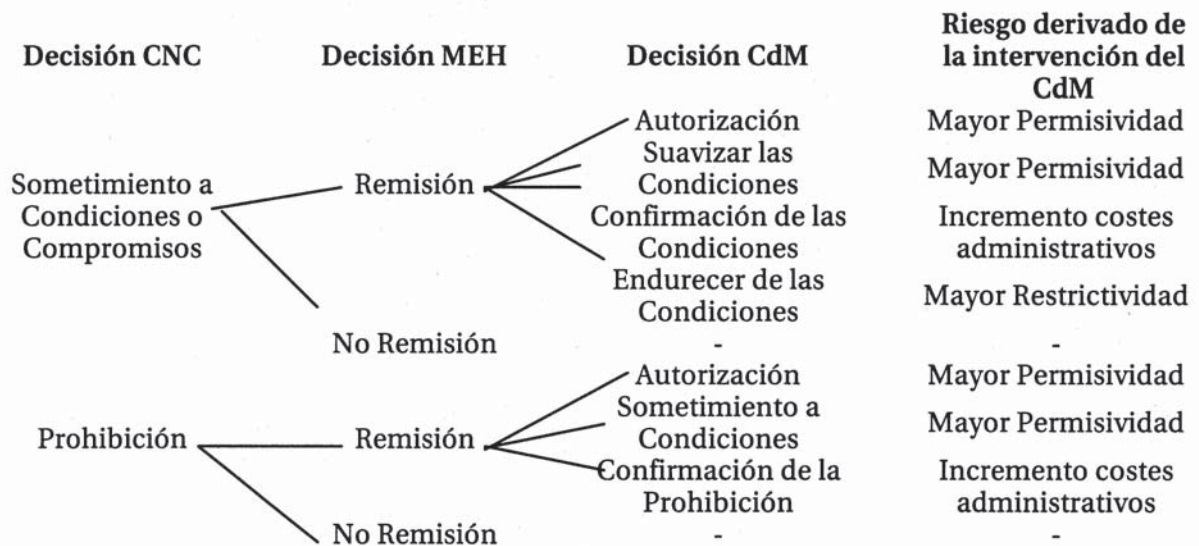 Decisión CNC
Decisión MEH
Decisión CdM
Riesgo derivado de
la intervención del
CdM
Sometimiento a
Condiciones o
Compromisos
Remisión
Autorización
Mayor Permisividad
Suavizar las
Condiciones
Mayor Permisividad
Confirmación de las
Condiciones
Incremento costes
administrativos
Endurecer de las
Condiciones
Mayor Restrictividad
No Remisión
-
-
Prohibición
Remisión
Autorización
Mayor Permisividad
Sometimiento a
Condiciones
Mayor Permisividad
Confirmación de la
Prohibición
Incremento costes
administrativos
No Remisión
-
-